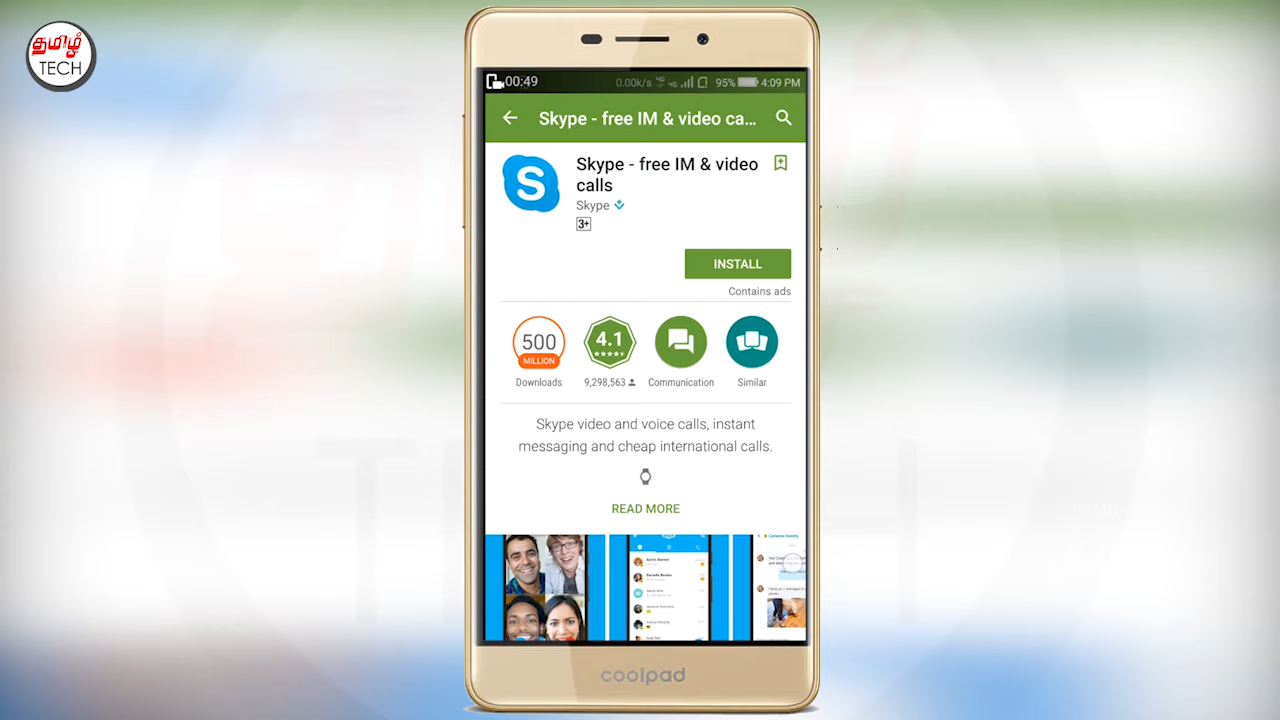 தமிழ்
TECH
00:49
0.00k/s 4G 4G 95% 4:09 PM
Skype - free IM & video ca...
Skype - free IM & video
calls
Skype
3+
INSTALL
Contains ads
500
MILLION
4.1
Downloads
9,298,563
Communication
Similar
Skype video and voice calls, instant
messaging and cheap international calls.
READ MORE
coolpad